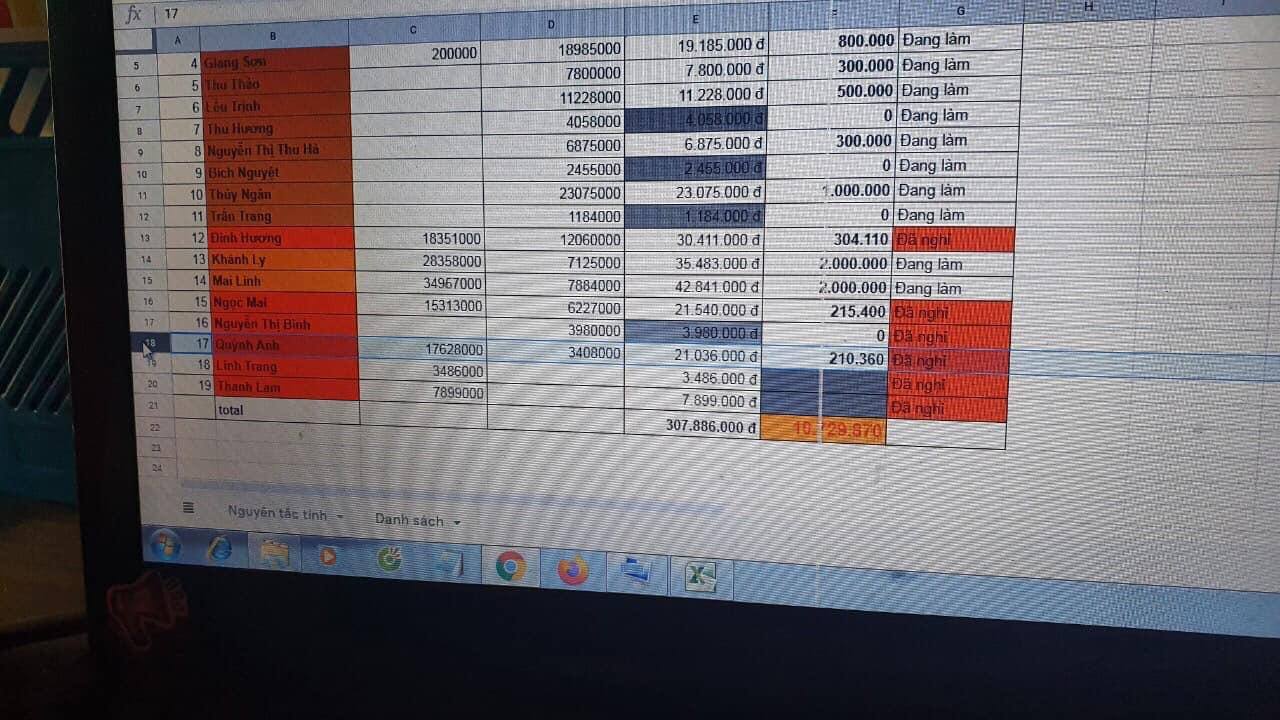 fx 17
A B C D E F G H
5 4 Giang Sơn 200000 18985000 19.185.000 đ 800.000 Đang làm
6 5 Thu Thảo 7800000 7.800.000 đ 300.000 Đang làm
7 6 Lều Trịnh 11228000 11.228.000 đ 500.000 Đang làm
8 7 Thu Hương 4058000 4.058.000 đ 0 Đang làm
9 8 Nguyễn Thị Thu Hà 6875000 6.875.000 đ 300.000 Đang làm
10 9 Bích Nguyệt 2455000 2.455.000 đ 0 Đang làm
11 10 Thủy Ngân 23075000 23.075.000 đ 1.000.000 Đang làm
12 11 Trần Trang 1184000 1.184.000 đ 0 Đang làm
13 12 Đinh Hương 18351000 12060000 30.411.000 đ 304.110 Đã nghỉ
14 13 Khánh Ly 28358000 7125000 35.483.000 đ 2.000.000 Đang làm
15 14 Mai Linh 34967000 7884000 42.841.000 đ 2.000.000 Đang làm
16 15 Ngọc Mai 15313000 6227000 21.540.000 đ 215.400 Đã nghỉ
17 16 Nguyễn Thị Bình 3980000 3.980.000 đ 0 Đã nghỉ
18 17 Quỳnh Anh 17628000 3408000 21.036.000 đ 210.360 Đã nghỉ
19 18 Linh Trang 3486000 3.486.000 đ Đã nghỉ
20 19 Thanh Lam 7899000 7.899.000 đ Đã nghỉ
21 total 307.886.000 đ
22
23
24
Nguyên tắc tính Danh sách